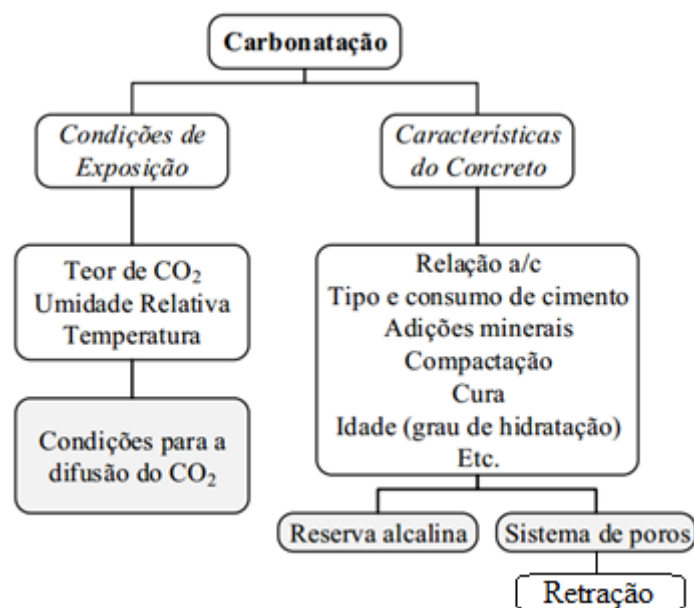 Carbonatação
Condições de
Exposição
Características
do Concreto
Teor de CO₂
Umidade Relativa
Temperatura
Relação a/c
Tipo e consumo de cimento
Adições minerais
Compactação
Cura
Idade (grau de hidratação)
Etc.
Condições para a
difusão do CO₂
Reserva alcalina
Sistema de poros
Retração